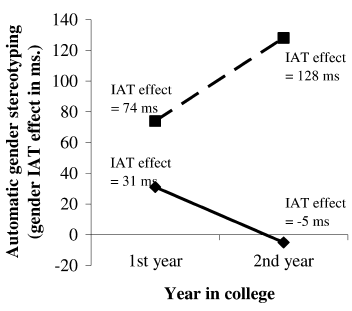 Automatic gender stereotyping
(gender IAT effect in ms.)
140
120
100
80
60
40
20
0
-20
IAT effect
= 74 ms
IAT effect
= 128 ms
IAT effect
= 31 ms
IAT effect
= -5 ms
1st year
2nd year
Year in college